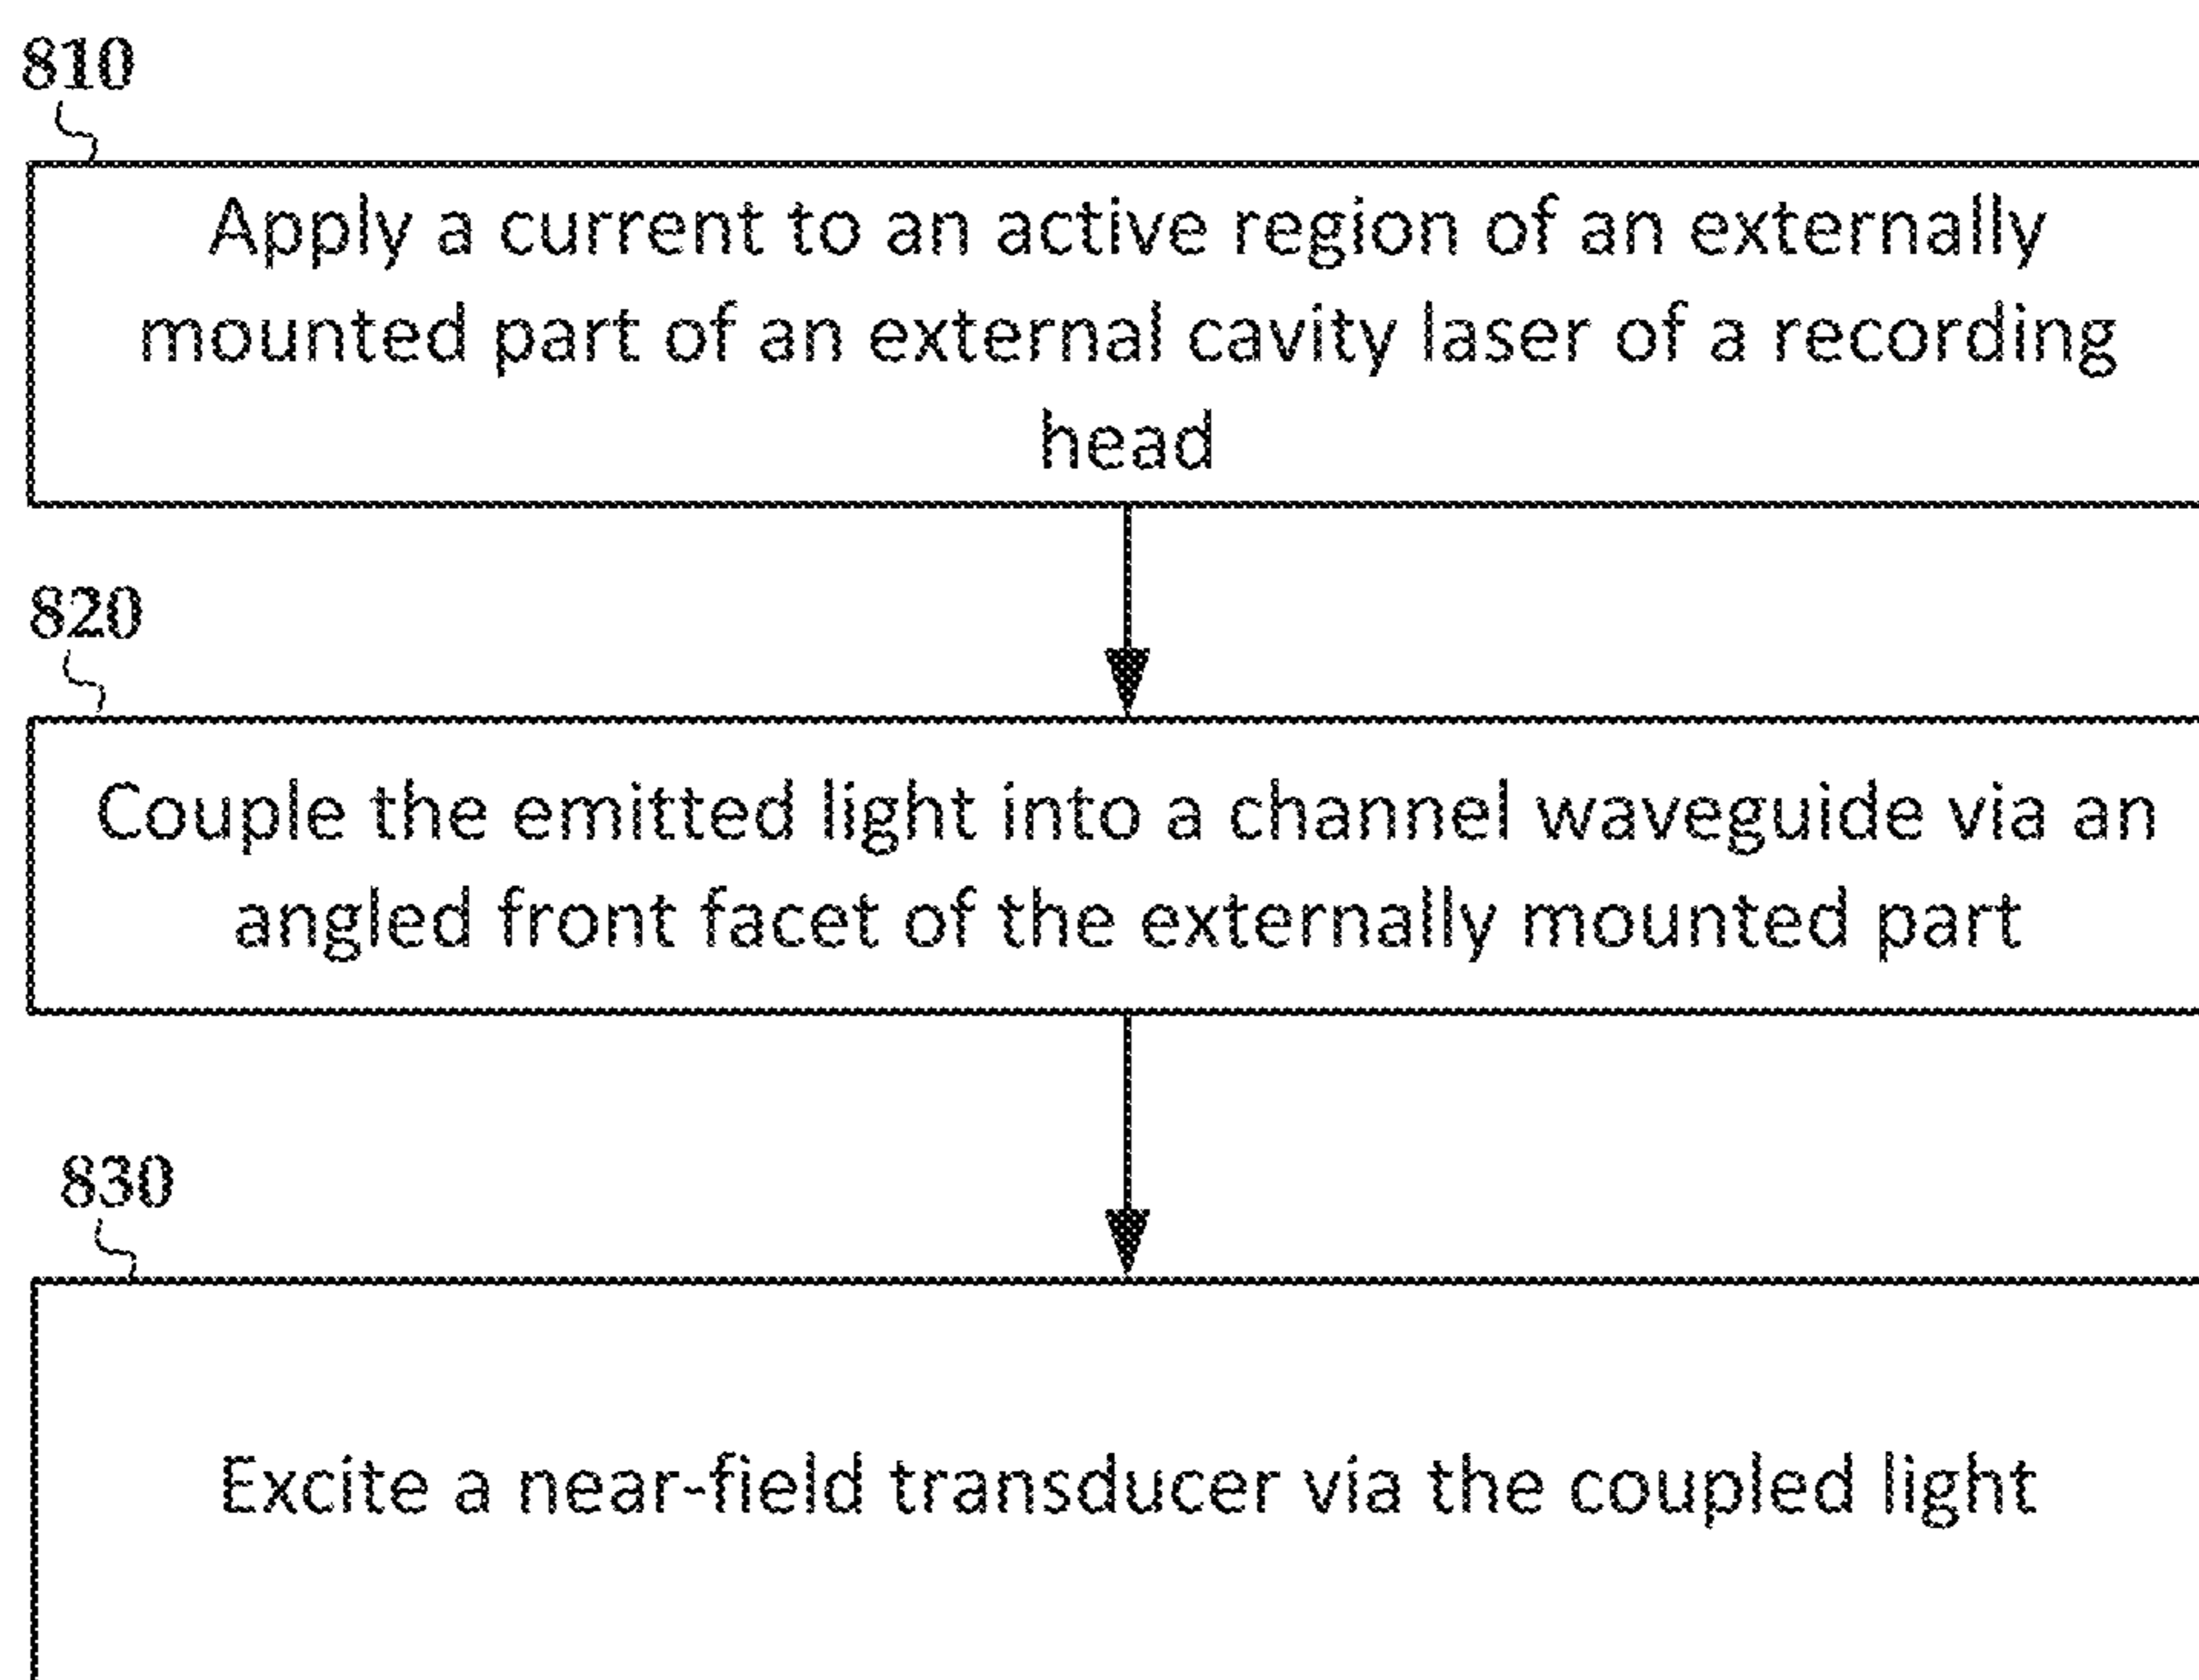 810
Apply a current to an active region of an externally
mounted part of an external cavity laser of a recording
head
820
Couple the emitted light into a channel waveguide via an
angled front facet of the externally mounted part
830
Excite a near-field transducer via the coupled light